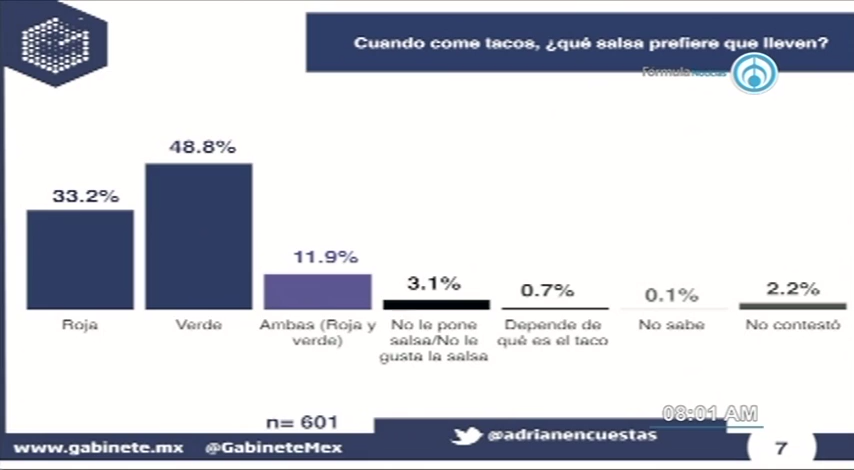 Cuando come tacos, ¿qué salsa prefiere que lleven?
Fórmula Noticias
48.8%
33.2%
11.9%
3.1%
0.7%
0.1%
2.2%
Roja
Verde
Ambas (Roja y
verde)
No le pone
salsa/No le
gusta la salsa
Depende de
qué es el taco
No sabe
No contestó
n= 601
08:01 AM
www.gabinete.mx
@GabineteMex
@adrianencuestas
7